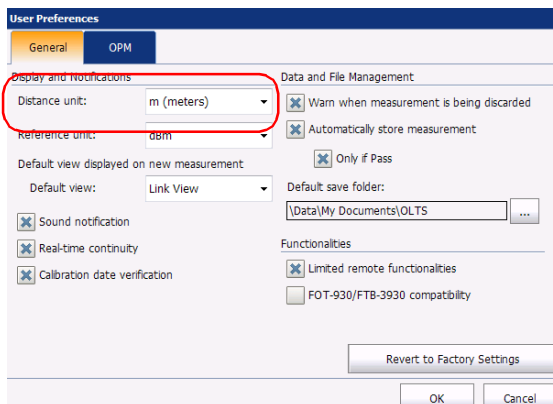 User Preferences
General
OPM
Display and Notifications
Distance unit:
m (meters)
Reference unit:
dBm
Default view displayed on new measurement
Default view:
Link View
Sound notification
Real-time continuity
Calibration date verification
Data and File Management
Warn when measurement is being discarded
Automatically store measurement
Only if Pass
Default save folder:
\Data\My Documents\OLTS
...
Functionalities
Limited remote functionalities
FOT-930/FTB-3930 compatibility
Revert to Factory Settings
OK
Cancel